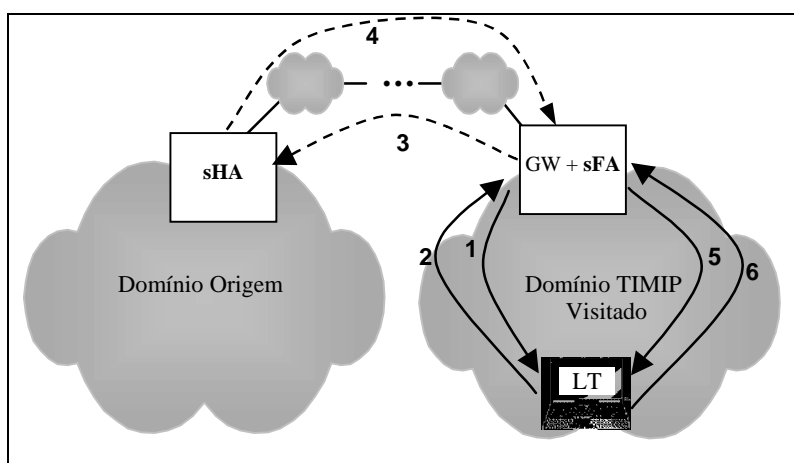 4
•••
3
sHA
GW + sFA
2
1
5
6
Domínio Origem
Domínio TIMIP
Visitado
LT